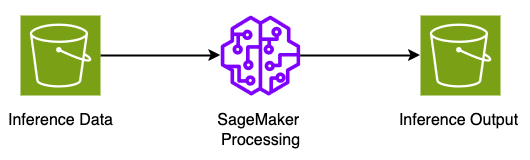 Inference Data
SageMaker
Processing
Inference Output